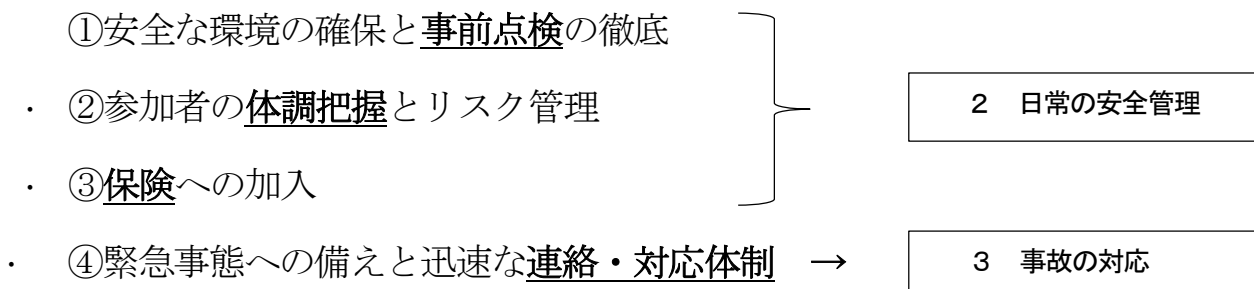 ①安全な環境の確保と事前点検の徹底
・ ②参加者の体調把握とリスク管理
2 日常の安全管理
・ ③保険への加入
・ ④緊急事態への備えと迅速な連絡・対応体制 →
3 事故の対応